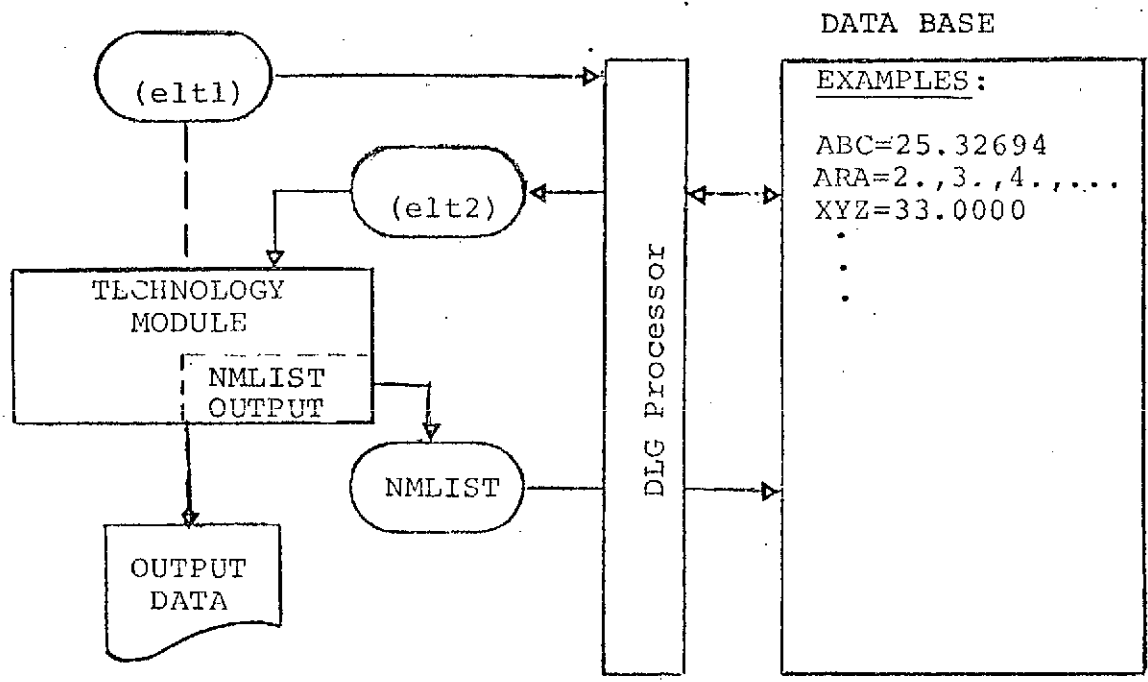 DATA BASE
(elt1)
EXAMPLES:
ABC=25.32694
ARA=2.,3.,4.,...
XYZ=33.0000
(elt2)
TECHNOLOGY
MODULE
NMLIST
OUTPUT
DLG Processor
NMLIST
OUTPUT
DATA